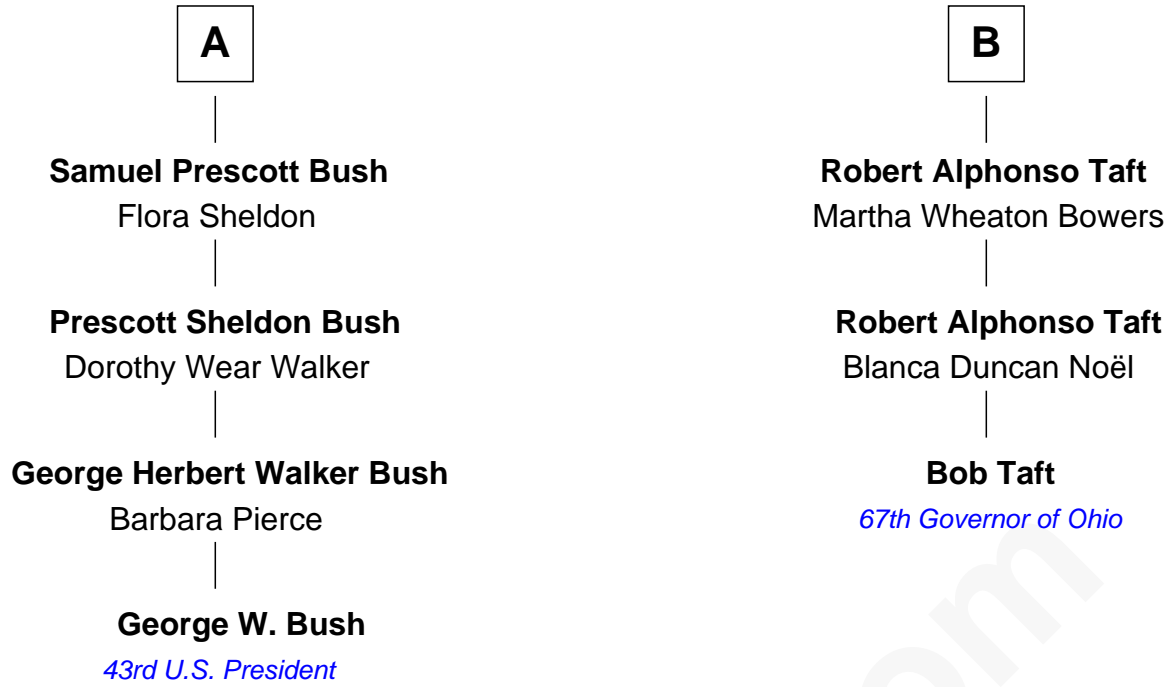 A
Samuel Prescott Bush
Flora Sheldon
Prescott Sheldon Bush
Dorothy Wear Walker
George Herbert Walker Bush
Barbara Pierce
George W. Bush
43rd U.S. President
B
Robert Alphonso Taft
Martha Wheaton Bowers
Robert Alphonso Taft
Blanca Duncan Noël
Bob Taft
67th Governor of Ohio
om